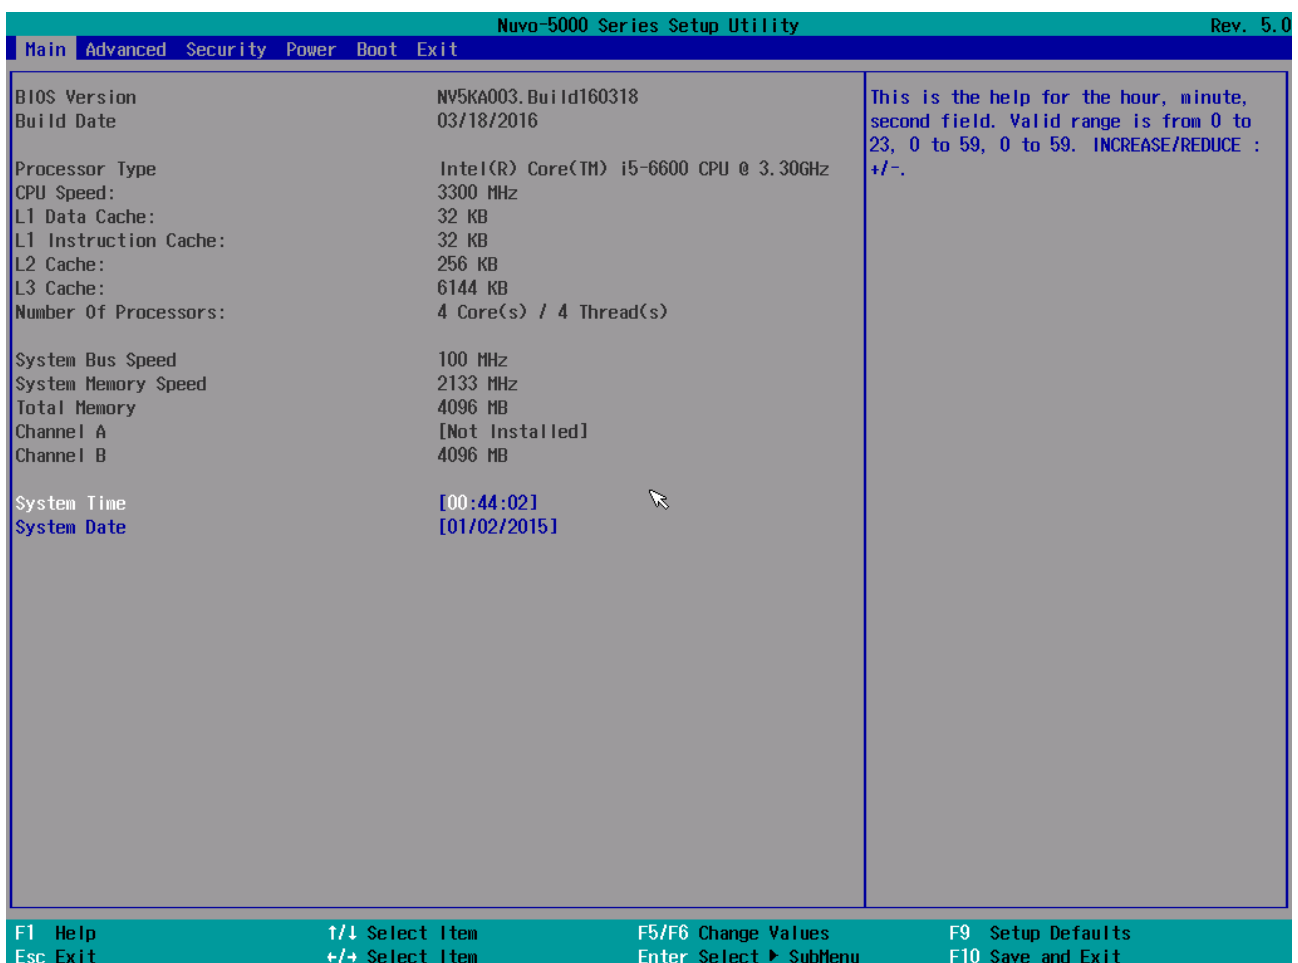 Nuvo-5000 Series Setup Utility Rev. 5.0
Main Advanced Security Power Boot Exit
BIOS Version NV5KA003.Build160318
Build Date 03/18/2016
Processor Type Intel(R) Core(TM) i5-6600 CPU @ 3.30GHz
CPU Speed: 3300 MHz
L1 Data Cache: 32 KB
L1 Instruction Cache: 32 KB
L2 Cache: 256 KB
L3 Cache: 6144 KB
Number Of Processors: 4 Core(s) / 4 Thread(s)
System Bus Speed 100 MHz
System Memory Speed 2133 MHz
Total Memory 4096 MB
Channel A [Not Installed]
Channel B 4096 MB
System Time [00:44:02]
System Date [01/02/2015]
This is the help for the hour, minute,
second field. Valid range is from 0 to
23, 0 to 59, 0 to 59. INCREASE/REDUCE :
+/-.
F1 Help ↑/↓ Select Item F5/F6 Change Values F9 Setup Defaults
Esc Exit ←/→ Select Item Enter Select ▶ SubMenu F10 Save and Exit